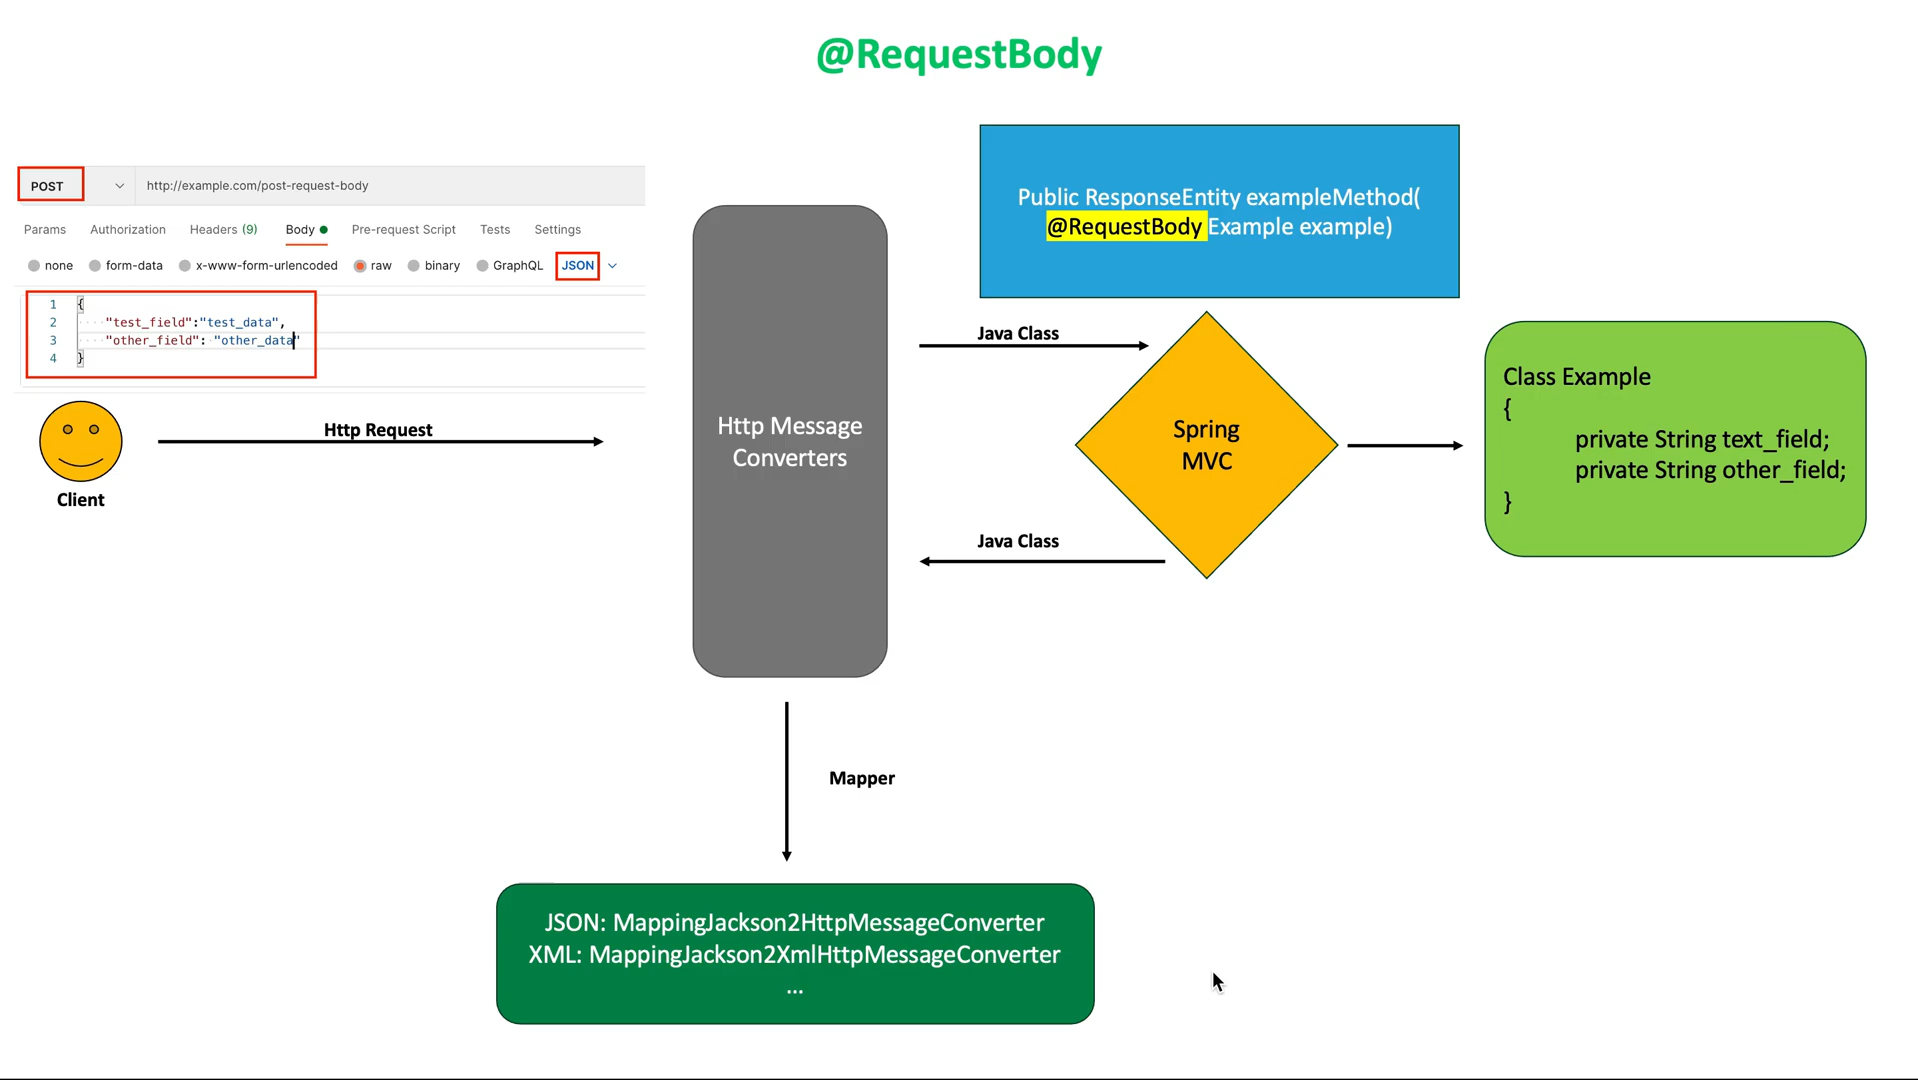 @RequestBody
POST
http://example.com/post-request-body
Params Authorization Headers (9) Body Pre-request Script Tests Settings
none form-data x-www-form-urlencoded raw binary GraphQL JSON
1 {
2 "test_field":"test_data",
3 "other_field": "other_data"
4 }
Http Request
Client
Http Message
Converters
Public ResponseEntity exampleMethod(
@RequestBody Example example)
Java Class
Spring
MVC
Java Class
Class Example
{
private String text_field;
private String other_field;
}
Mapper
JSON: MappingJackson2HttpMessageConverter
XML: MappingJackson2XmlHttpMessageConverter
...